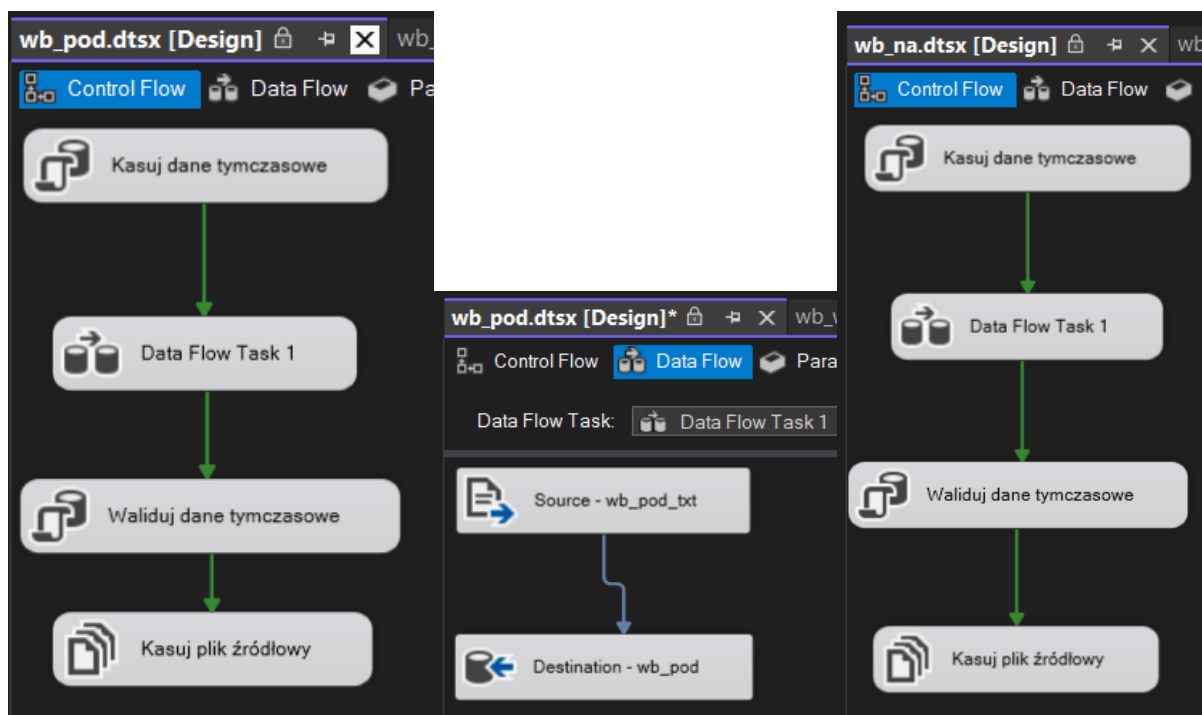 wb_pod.dtsx [Design]
wb_
Control Flow
Data Flow
Pa
Kasuj dane tymczasowe
Data Flow Task 1
Waliduj dane tymczasowe
Kasuj plik źródłowy
wb_pod.dtsx [Design]*
wb_w
Control Flow
Data Flow
Para
Data Flow Task:
Data Flow Task 1
Source - wb_pod_txt
Destination - wb_pod
wb_na.dtsx [Design]
wb
Control Flow
Data Flow
Kasuj dane tymczasowe
Data Flow Task 1
Waliduj dane tymczasowe
Kasuj plik źródłowy